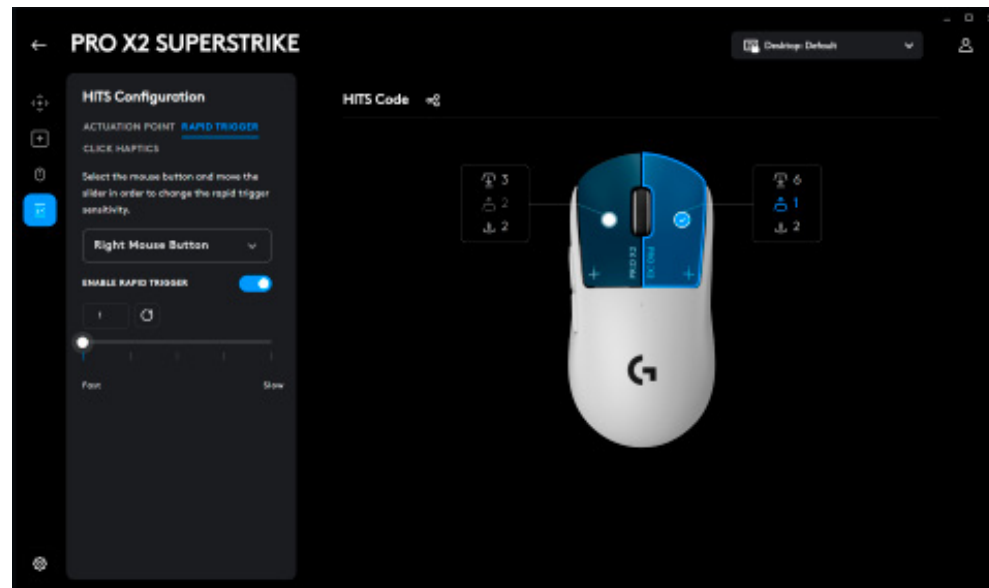 PRO X2 SUPERSTRIKE
Desktop: Default
HITS Configuration
ACTUATION POINT RAPID TRIGGER
CLICK HAPTICS
Select the mouse button and move the
slider in order to change the rapid trigger
sensitivity.
Right Mouse Button
ENABLE RAPID TRIGGER
1
Fast Slow
HITS Code
3
2
2
6
1
2
PRO X2
PRO X2
G